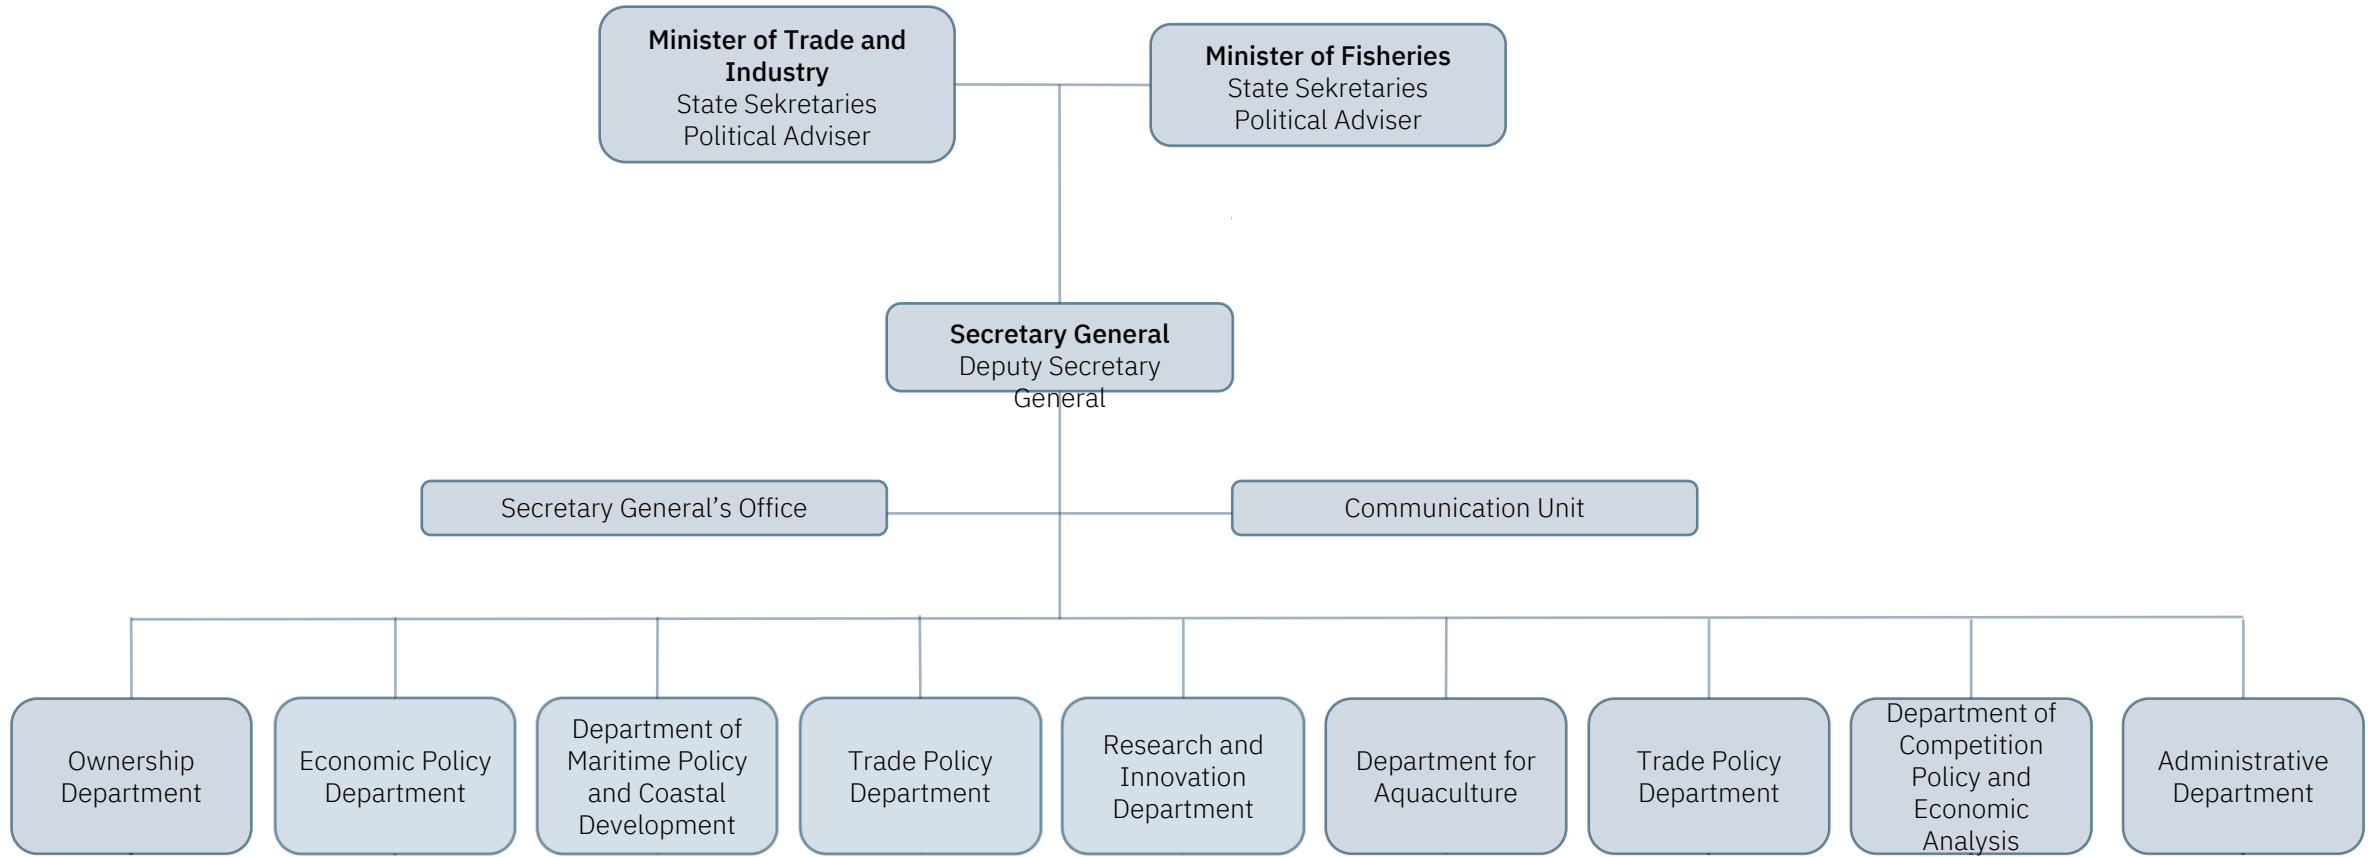 Minister of Trade and
Industry
State Sekretaries
Political Adviser
Minister of Fisheries
State Sekretaries
Political Adviser
Secretary General
Deputy Secretary
General
Secretary General’s Office
Communication Unit
Ownership
Department
Economic Policy
Department
Department of
Maritime Policy
and Coastal
Development
Trade Policy
Department
Research and
Innovation
Department
Department for
Aquaculture
Trade Policy
Department
Department of
Competition
Policy and
Economic
Analysis
Administrative
Department